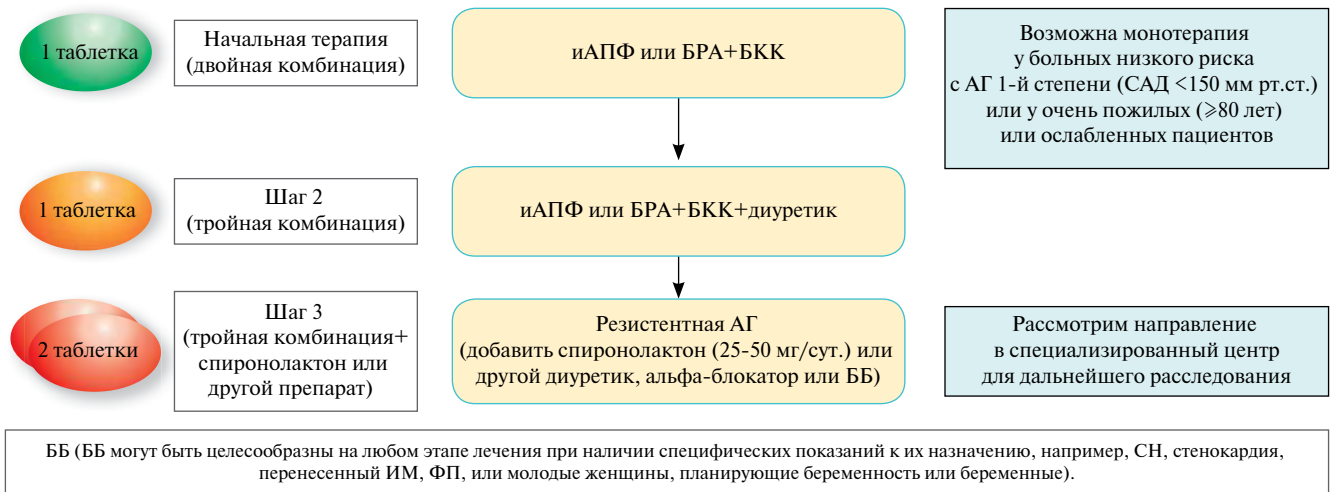 1 таблетка
Начальная терапия
(двойная комбинация)
иАПФ или БРА+БКК
Возможна монотерапия
у больных низкого риска
с АГ 1-й степени (САД <150 мм рт.ст.)
или у очень пожилых (⩾80 лет)
или ослабленных пациентов
1 таблетка
Шаг 2
(тройная комбинация)
иАПФ или БРА+БКК+диуретик
2 таблетки
Шаг 3
(тройная комбинация+
спиронолактон или
другой препарат)
Резистентная АГ
(добавить спиронолактон (25-50 мг/сут.) или
другой диуретик, альфа-блокатор или ББ)
Рассмотрим направление
в специализированный центр
для дальнейшего расследования
ББ (ББ могут быть целесообразны на любом этапе лечения при наличии специфических показаний к их назначению, например, СН, стенокардия,
перенесенный ИМ, ФП, или молодые женщины, планирующие беременность или беременные).